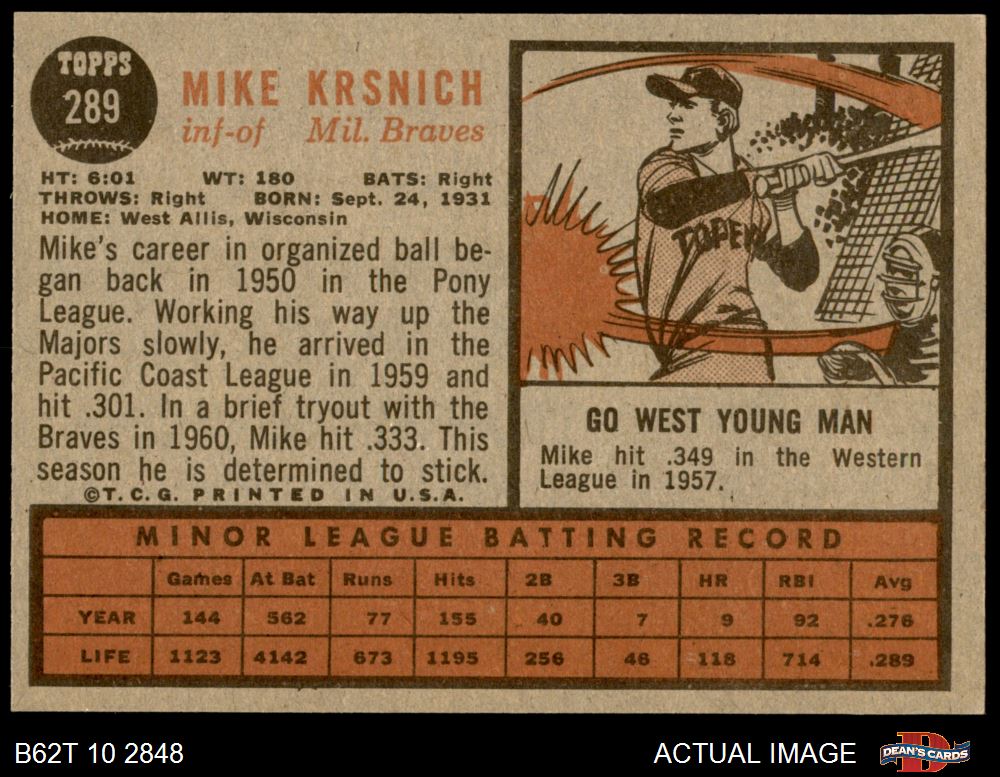 TOPPS
289
MIKE KRSNICH
inf-of Mil. Braves
HT: 6:01 WT: 180 BATS: Right
THROWS: Right BORN: Sept. 24, 1931
HOME: West Allis, Wisconsin
Mike's career in organized ball be-
gan back in 1950 in the Pony
League. Working his way up the
Majors slowly, he arrived in the
Pacific Coast League in 1959 and
hit .301. In a brief tryout with the
Braves in 1960, Mike hit .333. This
season he is determined to stick.
©T.C.G. PRINTED IN U.S.A.
TOPEK
GO WEST YOUNG MAN
Mike hit .349 in the Western
League in 1957.
MINOR LEAGUE BATTING RECORD
Games At Bat Runs Hits 2B 3B HR RBI Avg
YEAR 144 562 77 155 40 7 9 92 .276
LIFE 1123 4142 673 1195 256 46 118 714 .289
B62T 10 2848 ACTUAL IMAGE D DEAN'S CARDS